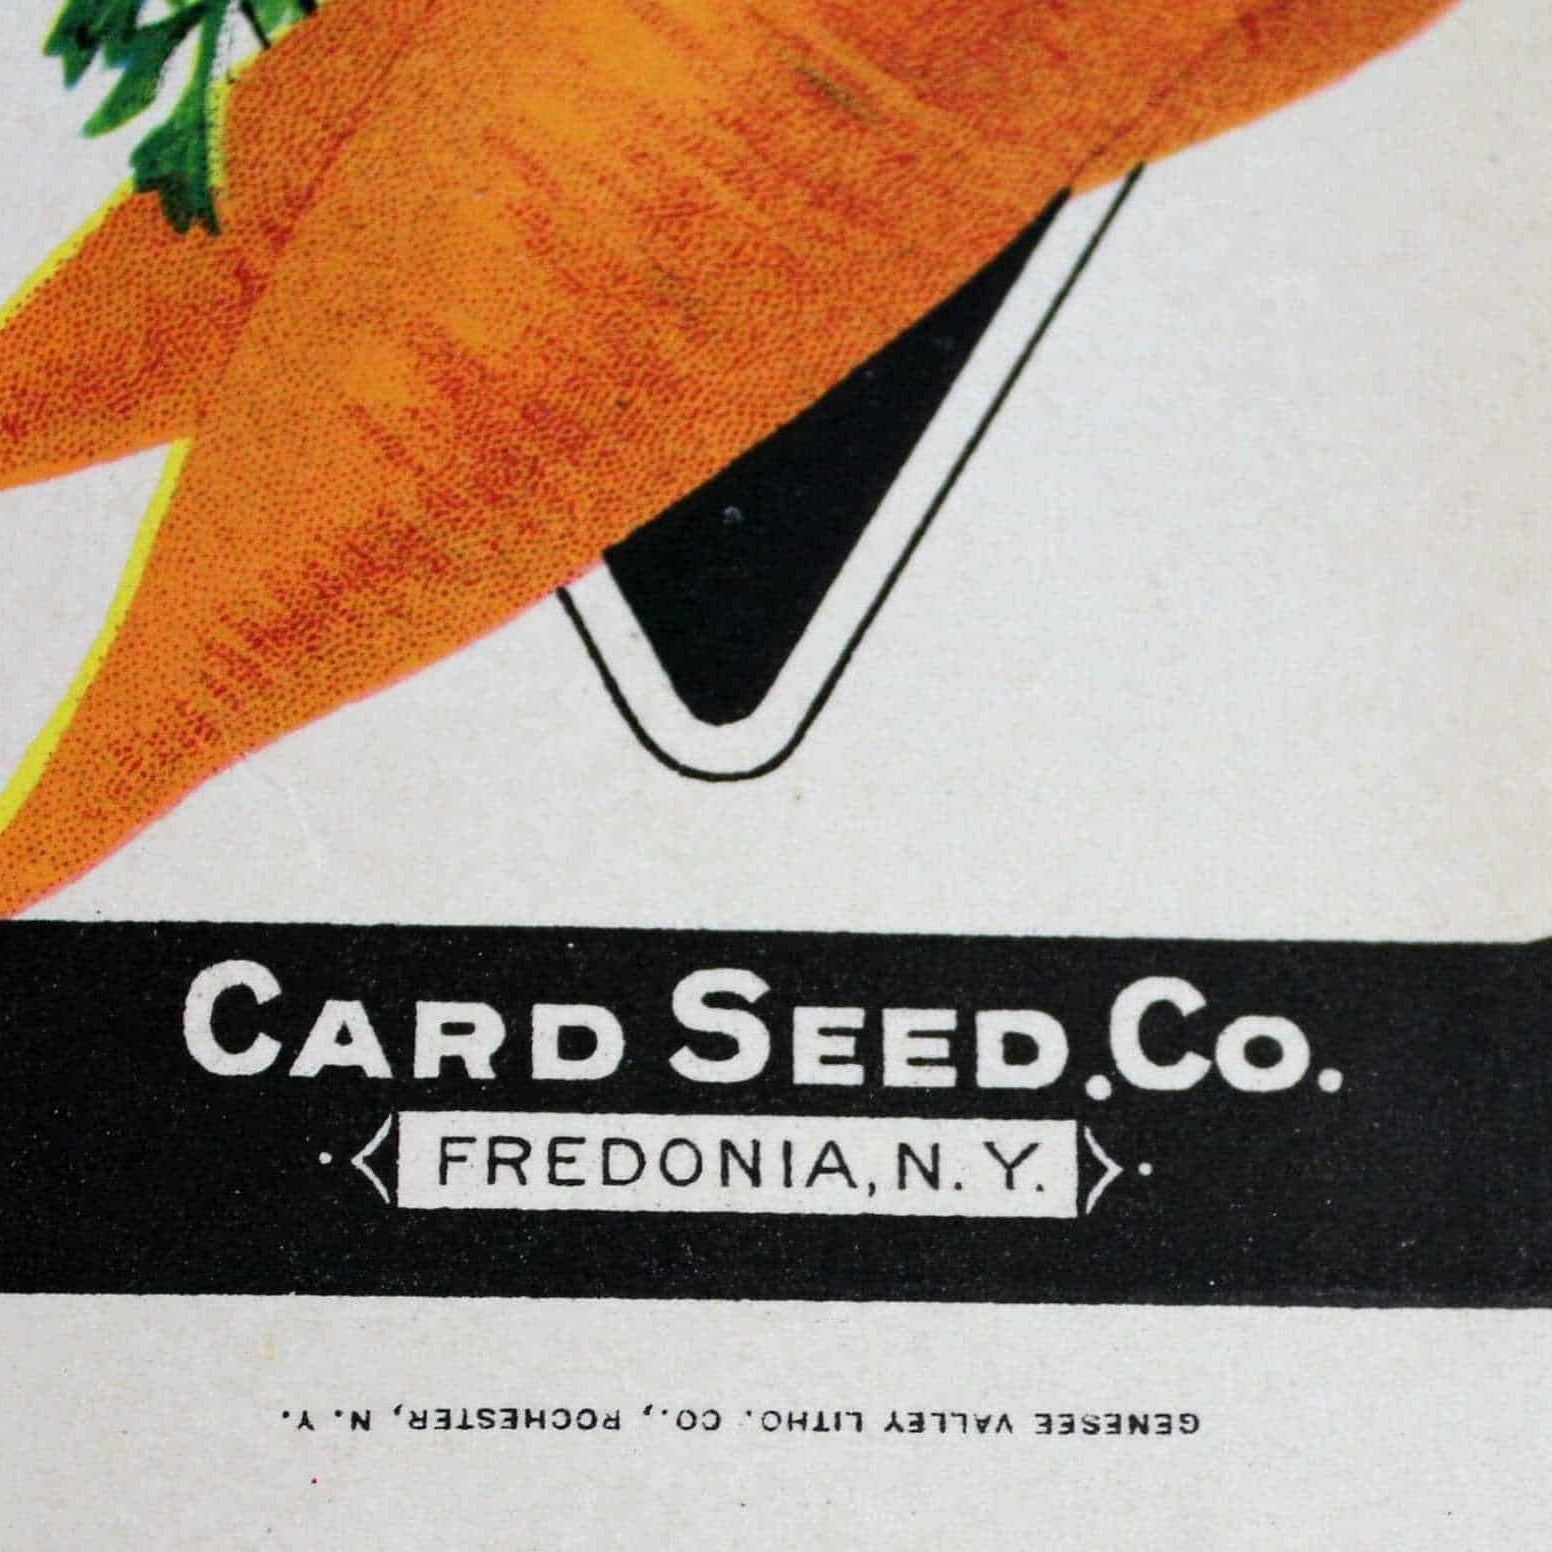 CARD SEED.CO.
FREDONIA, N. Y.
GENESEE VALLEY LITHO. CO., ROCHESTER, N. Y.